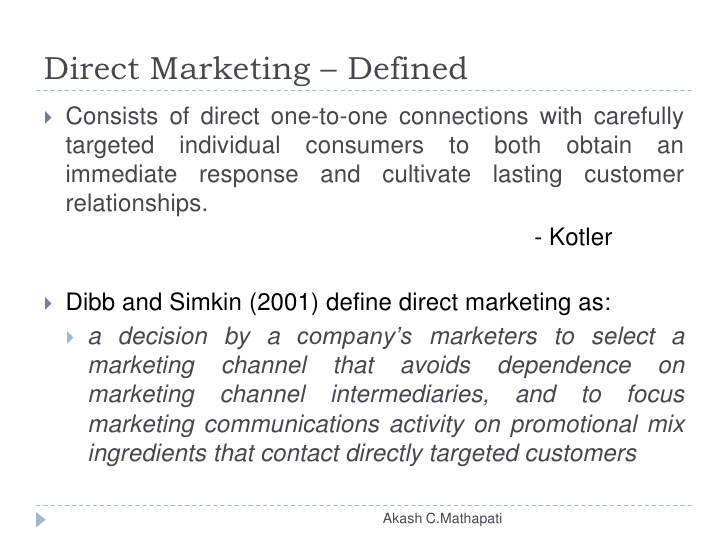 Direct Marketing – Defined
Consists of direct one-to-one connections with carefully
targeted individual consumers to both obtain an
immediate response and cultivate lasting customer
relationships.
- Kotler
Dibb and Simkin (2001) define direct marketing as:
a decision by a company’s marketers to select a
marketing channel that avoids dependence on
marketing channel intermediaries, and to focus
marketing communications activity on promotional mix
ingredients that contact directly targeted customers
Akash C.Mathapati